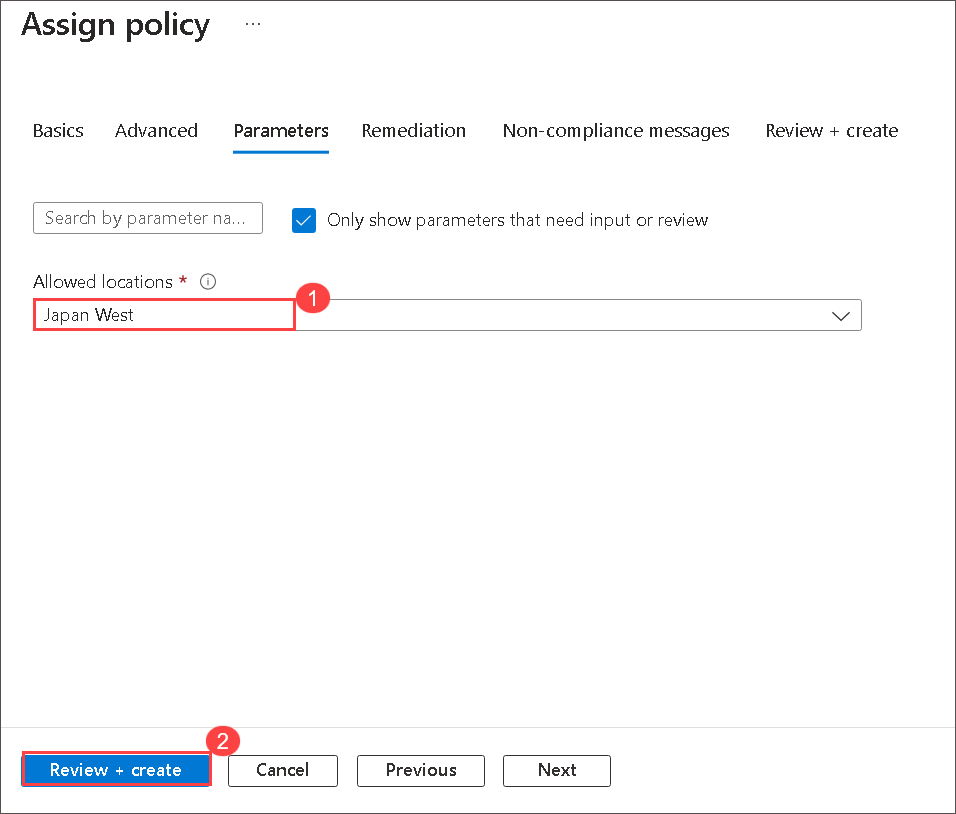 Assign policy ...
Basics Advanced Parameters Remediation Non-compliance messages Review + create
Search by parameter na... Only show parameters that need input or review
Allowed locations *
1
Japan West
2
Review + create Cancel Previous Next